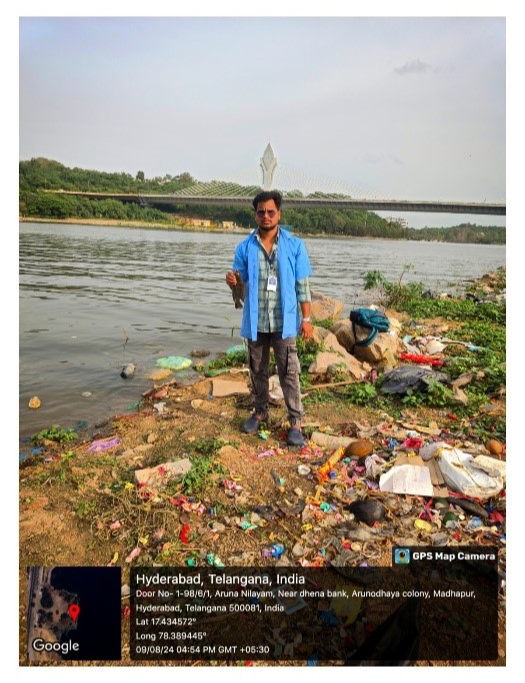 GPS Map Camera
Hyderabad, Telangana, India
Door No- 1-98/6/1, Aruna Nilayam, Near dhena bank, Arunodhaya colony, Madhapur,
Hyderabad, Telangana 500081, India
Lat 17.434572°
Long 78.389445°
09/08/24 04:54 PM GMT +05:30
Google